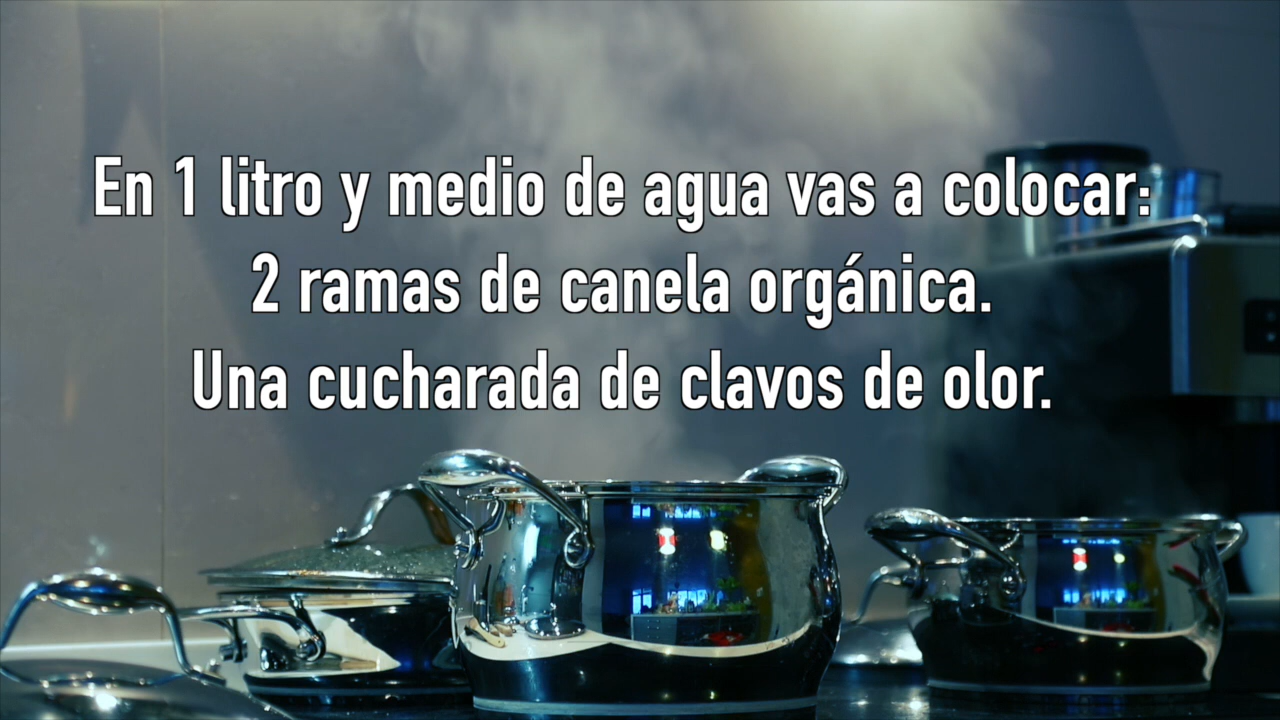 En 1 litro y medio de agua vas a colocar:
2 ramas de canela orgánica.
Una cucharada de clavos de olor.